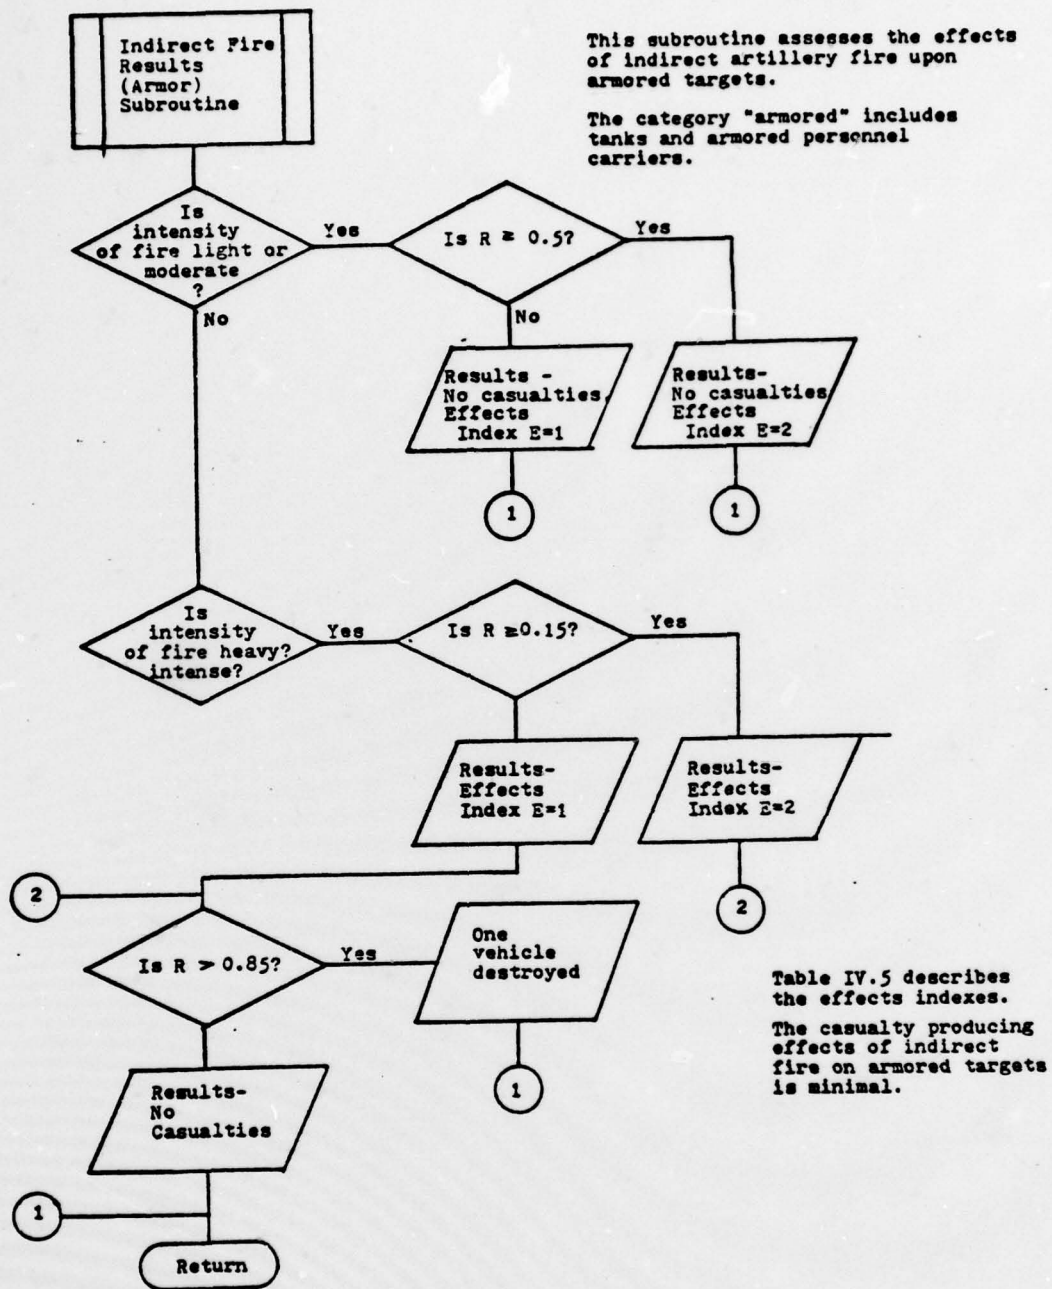 Indirect Fire
Results
(Armor)
Subroutine
This subroutine assesses the effects
of indirect artillery fire upon
armored targets.
The category "armored" includes
tanks and armored personnel
carriers.
Is
intensity
of fire light or
moderate
?
Yes
Is R ≥ 0.5?
Yes
No
No
Results -
No casualties,
Effects
Index E=1
Results-
No casualties
Effects
Index E=2
1
1
Is
intensity
of fire heavy?
intense?
Yes
Is R ≥0.15?
Yes
Results-
Effects
Index E=1
Results-
Effects
Index E=2
2
2
Is R > 0.85?
Yes
One
vehicle
destroyed
Table IV.5 describes
the effects indexes.
The casualty producing
effects of indirect
fire on armored targets
is minimal.
1
Results-
No
Casualties
1
Return